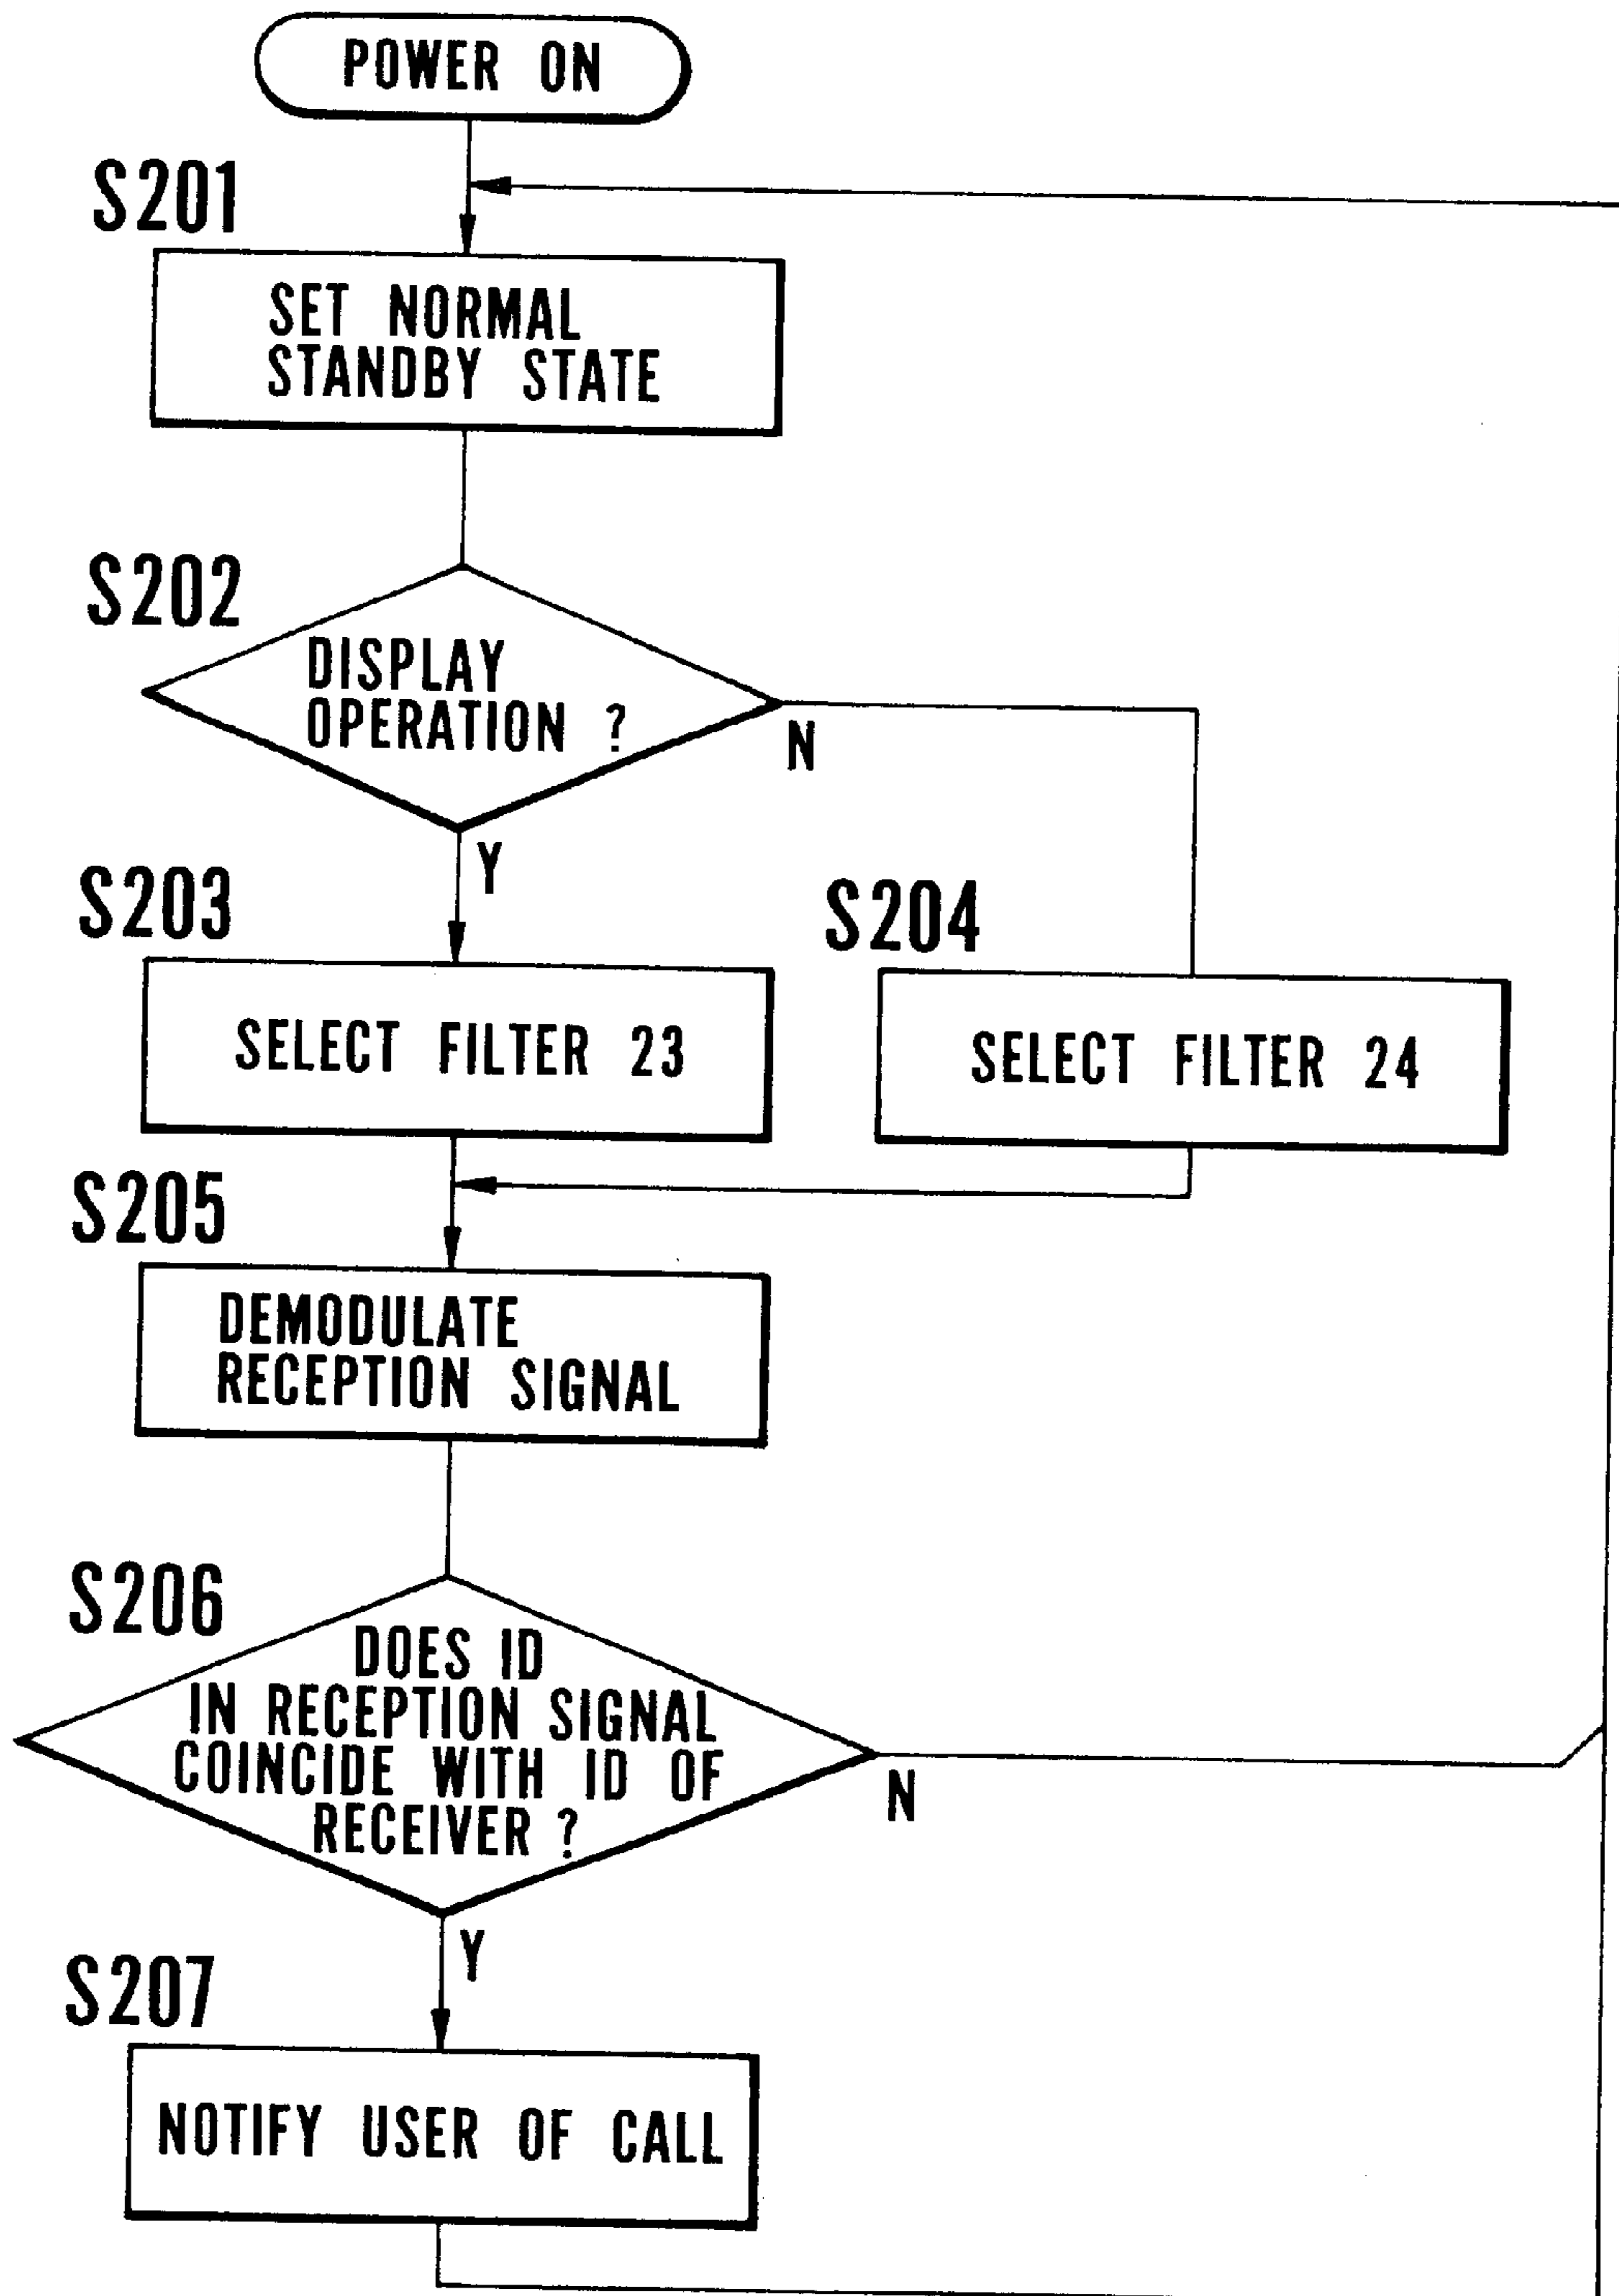 POWER ON
S201
SET NORMAL
STANDBY STATE
S202
DISPLAY
OPERATION ?
N
Y
S203
SELECT FILTER 23
S204
SELECT FILTER 24
S205
DEMODULATE
RECEPTION SIGNAL
S206
DOES ID
IN RECEPTION SIGNAL
COINCIDE WITH ID OF
RECEIVER ?
N
Y
S207
NOTIFY USER OF CALL